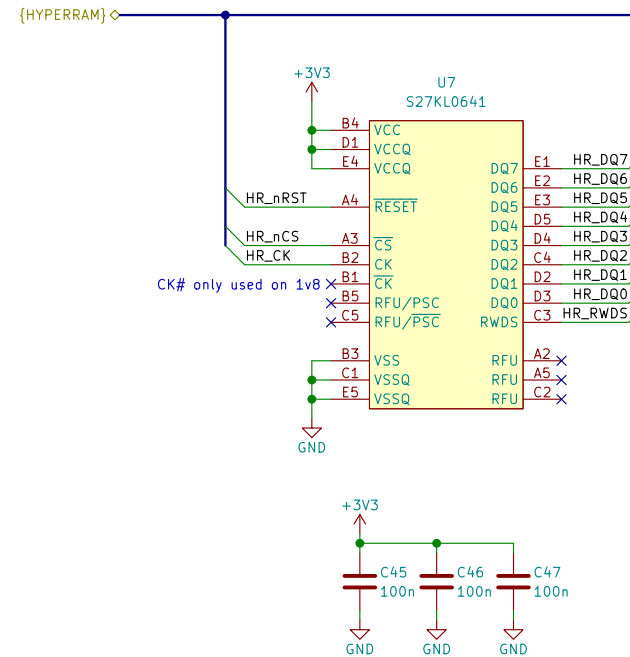 {HYPERRAM}
+3V3
U7
S27KL0641
B4 VCC
D1 VCCQ
E4 VCCQ
DQ7 E1 HR_DQ7
DQ6 E2 HR_DQ6
HR_nRST A4 RESET
DQ5 E3 HR_DQ5
DQ4 D5 HR_DQ4
HR_nCS A3 CS
DQ3 D4 HR_DQ3
HR_CK B2 CK
DQ2 C4 HR_DQ2
CK# only used on 1v8 B1 CK
DQ1 D2 HR_DQ1
B5 RFU/PSC
DQ0 D3 HR_DQ0
C5 RFU/PSC
RWDS C3 HR_RWDS
B3 VSS
RFU A2
C1 VSSQ
RFU A5
E5 VSSQ
RFU C2
GND
+3V3
C45 C46 C47
100n 100n 100n
GND GND GND